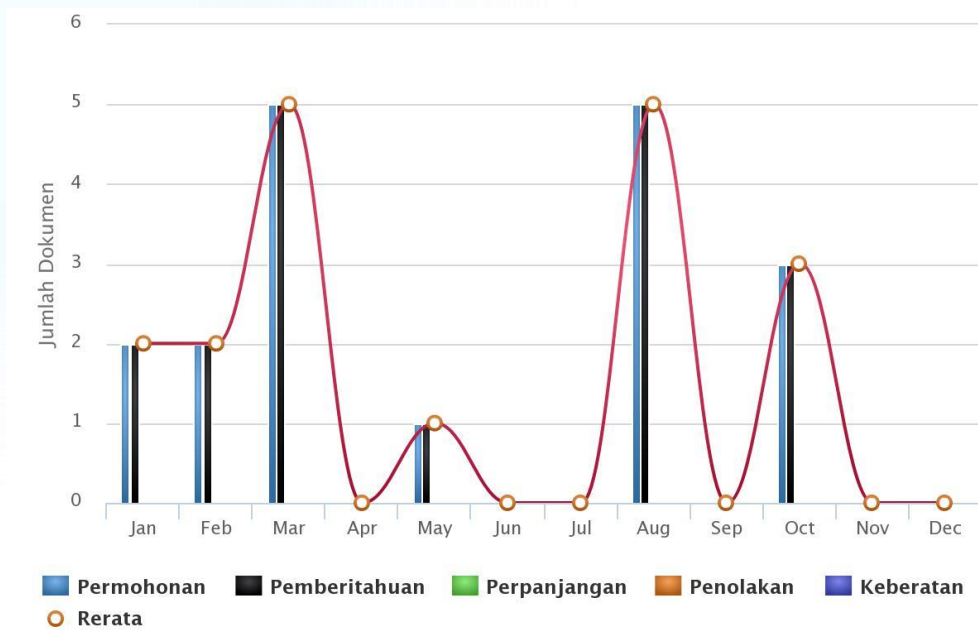 6
5
4
3
2
1
0
Jumlah Dokumen
Jan Feb Mar Apr May Jun Jul Aug Sep Oct Nov Dec
Permohonan Pemberitahuan Perpanjangan Penolakan Keberatan
Rerata